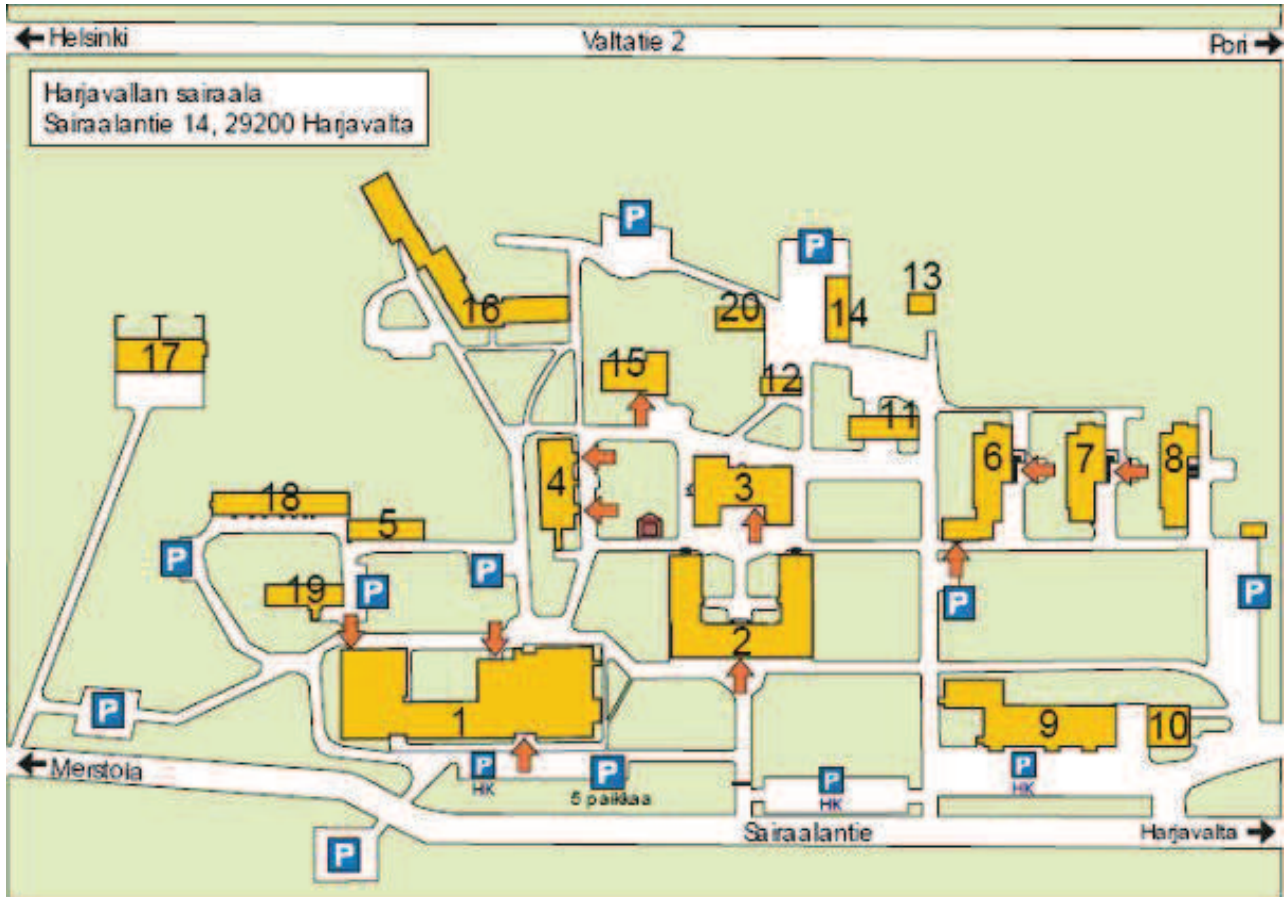 Helsinki
Valtatie 2
Pori
Harjavallan sairaala
Sairaalantie 14, 29200 Harjavalta
P
P
13
16
20
14
17
15
12
11
6
7
8
4
3
18
5
P
P
P
19
P
P
2
P
1
9
10
P
HK
P
5 paikkaa
P
HK
P
HK
Merstola
Sairaalantie
Harjavalta
P